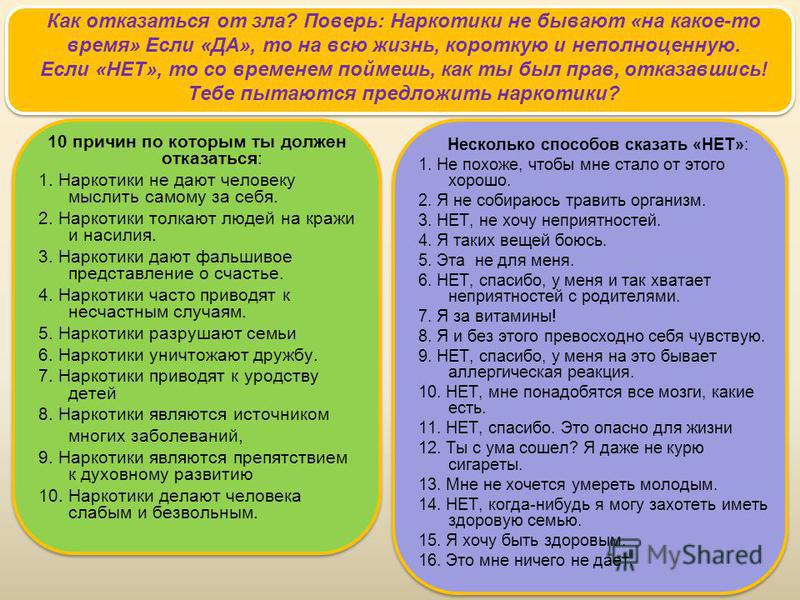 Как отказаться от зла? Поверь: Наркотики не бывают «на какое-то
время» Если «ДА», то на всю жизнь, короткую и неполноценную.
Если «НЕТ», то со временем поймешь, как ты был прав, отказавшись!
Тебе пытаются предложить наркотики?
10 причин по которым ты должен
отказаться:
1. Наркотики не дают человеку
мыслить самому за себя.
2. Наркотики толкают людей на кражи
и насилия.
3. Наркотики дают фальшивое
представление о счастье.
4. Наркотики часто приводят к
несчастным случаям.
5. Наркотики разрушают семьи
6. Наркотики уничтожают дружбу.
7. Наркотики приводят к уродству
детей
8. Наркотики являются источником
многих заболеваний,
9. Наркотики являются препятствием
к духовному развитию
10. Наркотики делают человека
слабым и безвольным.
Несколько способов сказать «НЕТ»:
1. Не похоже, чтобы мне стало от этого
хорошо.
2. Я не собираюсь травить организм.
3. НЕТ, не хочу неприятностей.
4. Я таких вещей боюсь.
5. Эта не для меня.
6. НЕТ, спасибо, у меня и так хватает
неприятностей с родителями.
7. Я за витамины!
8. Я и без этого превосходно себя чувствую.
9. НЕТ, спасибо, у меня на это бывает
аллергическая реакция.
10. НЕТ, мне понадобятся все мозги, какие
есть.
11. НЕТ, спасибо. Это опасно для жизни
12. Ты с ума сошел? Я даже не курю
сигареты.
13. Мне не хочется умереть молодым.
14. НЕТ, когда-нибудь я могу захотеть иметь
здоровую семью.
15. Я хочу быть здоровым.
16. Это мне ничего не дает.
MyShared